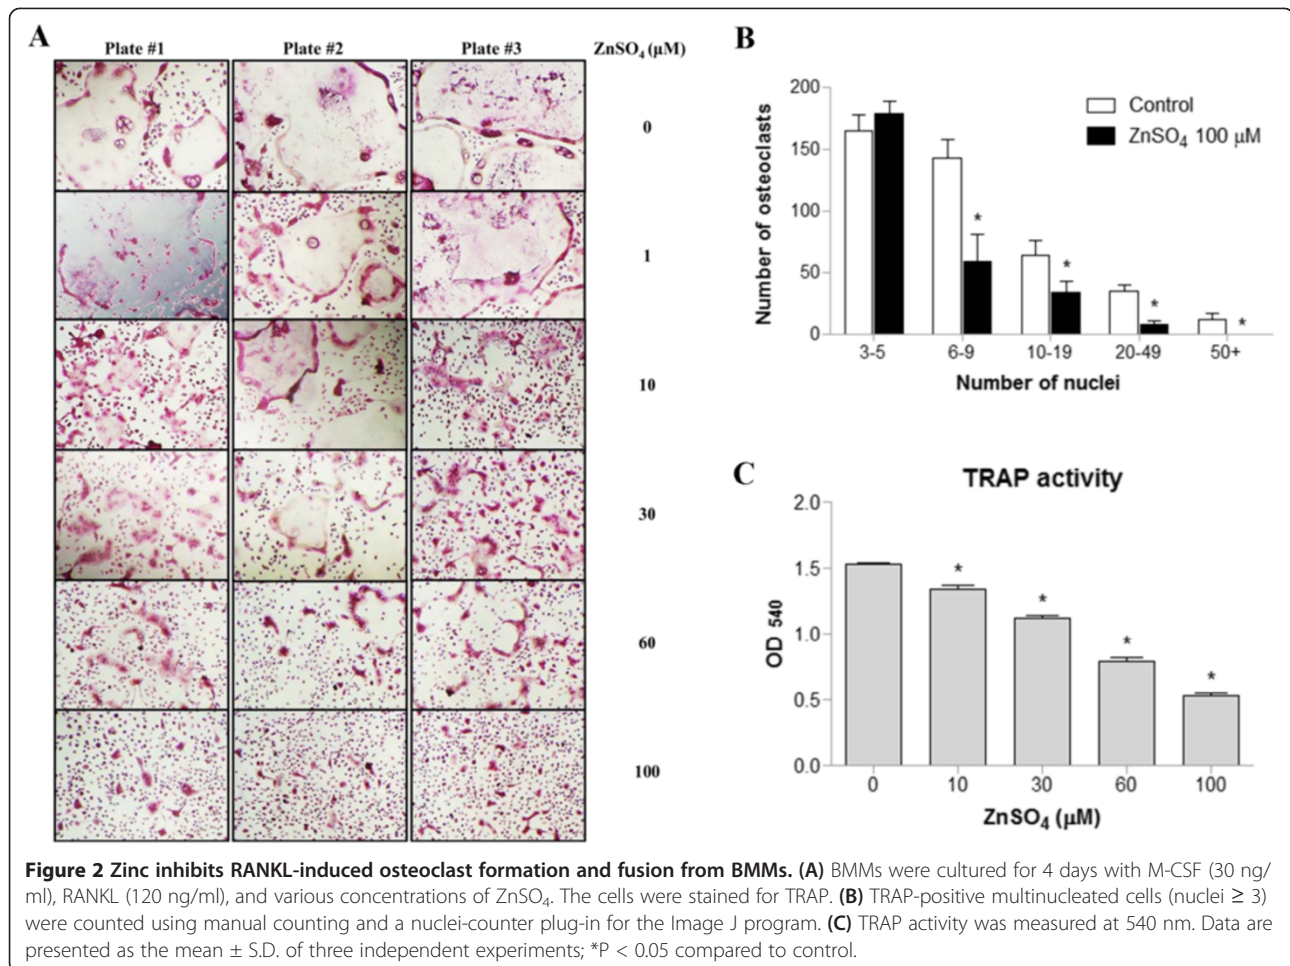 A
Plate #1 Plate #2 Plate #3 ZnSO4 (μM)
0
1
10
30
60
100
B
Number of osteoclasts
200
150
100
50
0
Control
ZnSO4 100 μM
* * * *
3-5 6-9 10-19 20-49 50+
Number of nuclei
C
TRAP activity
OD 540
2.0
1.5
1.0
0.5
0.0
* * * *
0 10 30 60 100
ZnSO4 (μM)
Figure 2 Zinc inhibits RANKL-induced osteoclast formation and fusion from BMMs. (A) BMMs were cultured for 4 days with M-CSF (30 ng/
ml), RANKL (120 ng/ml), and various concentrations of ZnSO4. The cells were stained for TRAP. (B) TRAP-positive multinucleated cells (nuclei ≥ 3)
were counted using manual counting and a nuclei-counter plug-in for the Image J program. (C) TRAP activity was measured at 540 nm. Data are
presented as the mean ± S.D. of three independent experiments; *P < 0.05 compared to control.